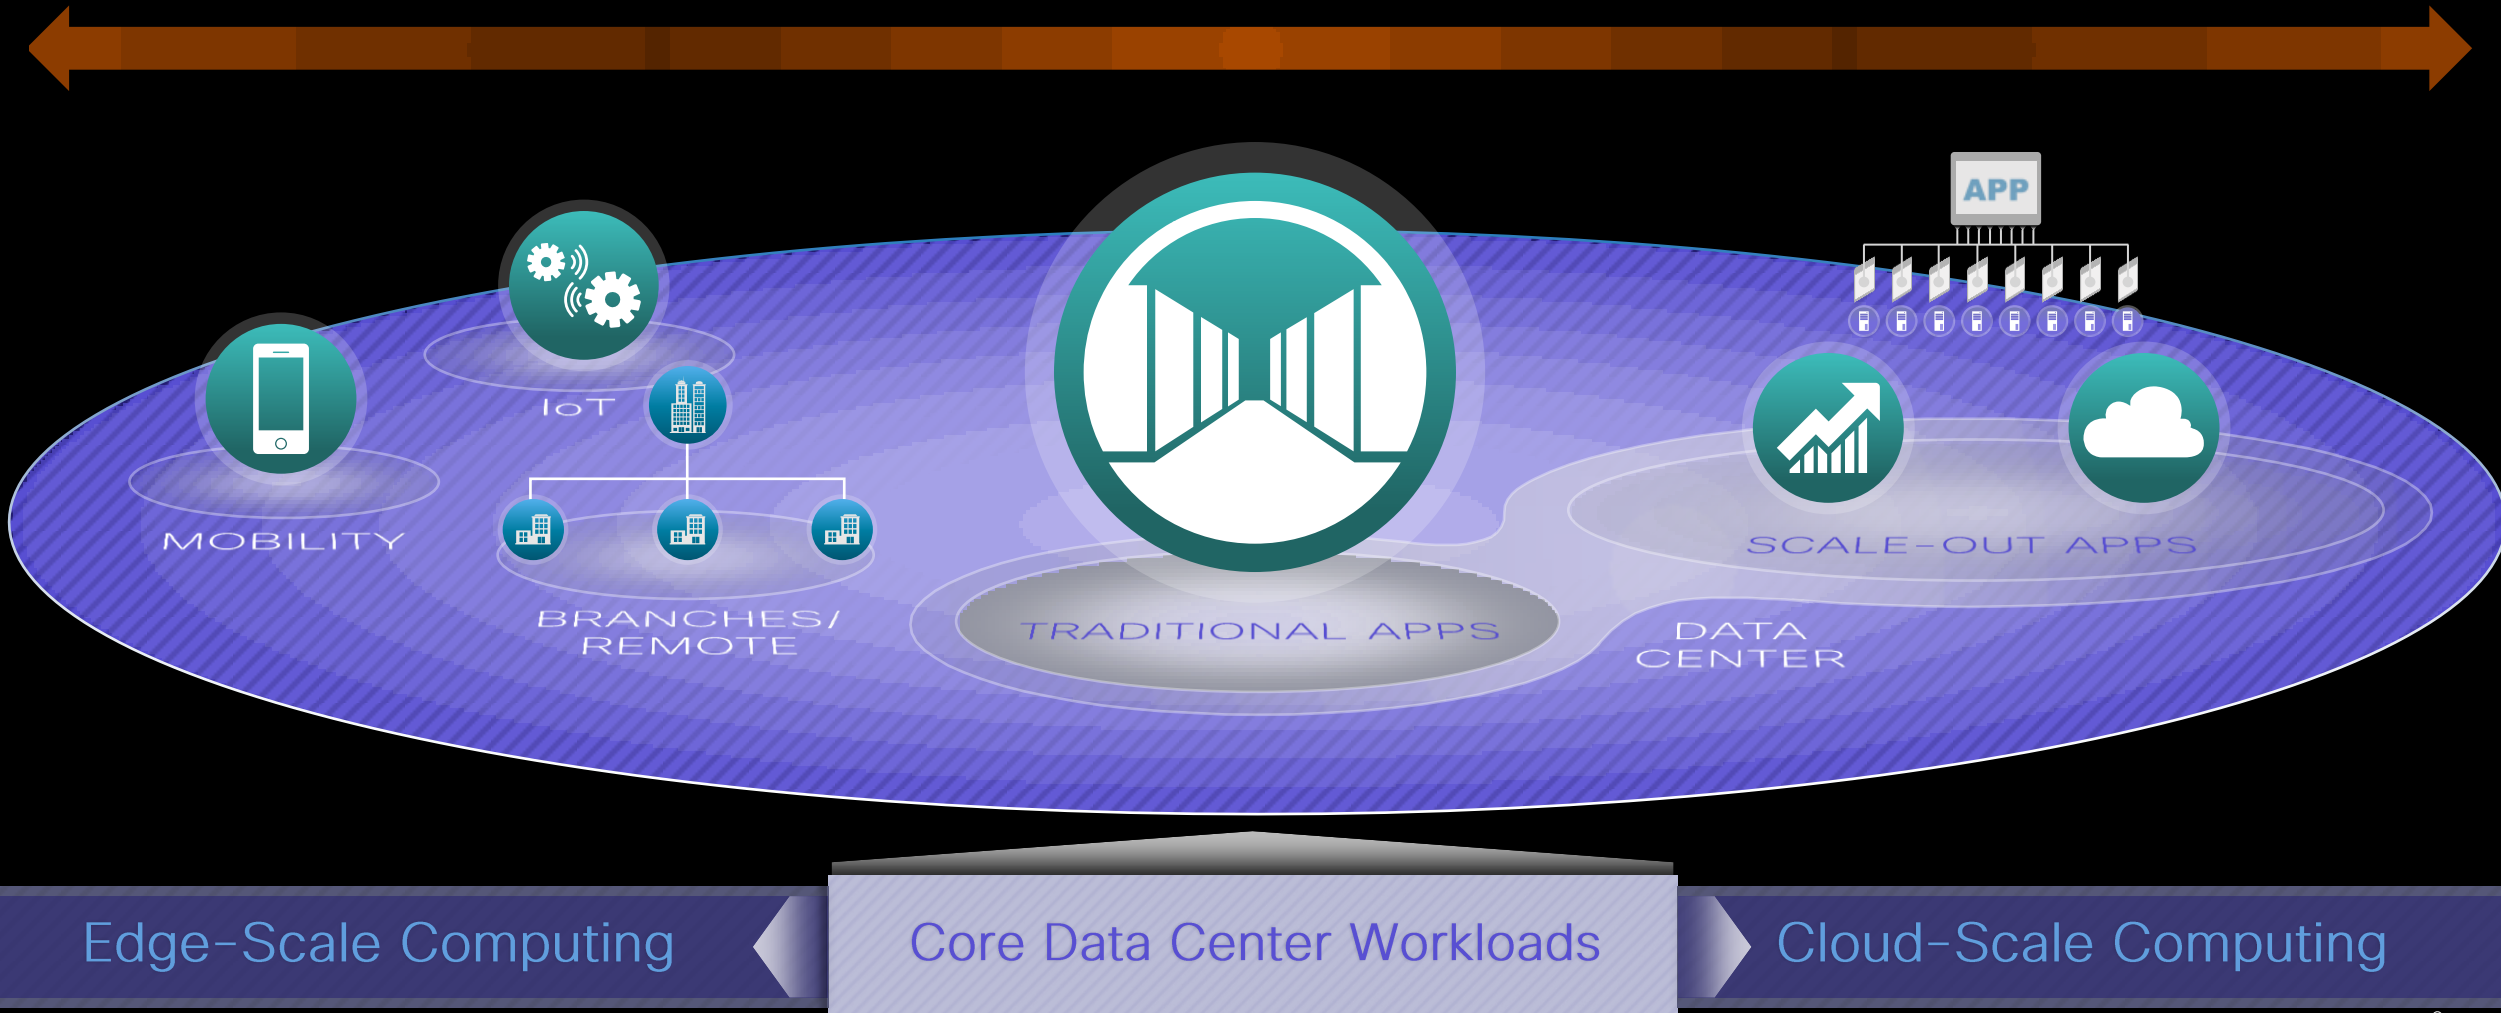 APP
IoT
MOBILITY
SCALE-OUT APPS
BRANCHES/
REMOTE
TRADITIONAL APPS
DATA
CENTER
Edge-Scale Computing
Core Data Center Workloads
Cloud-Scale Computing